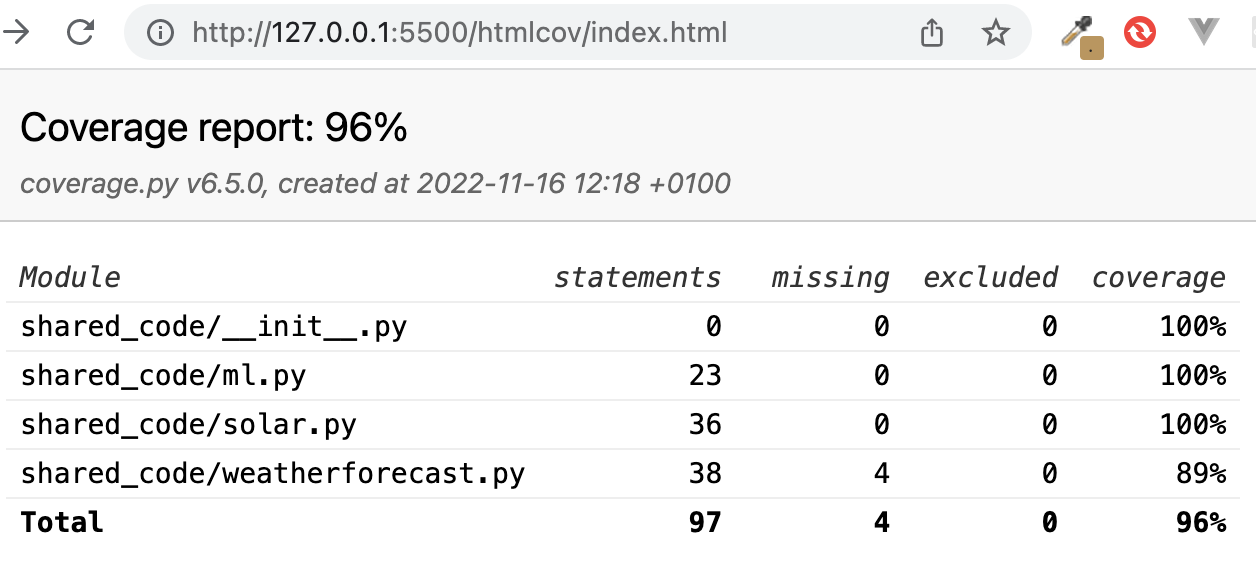 http://127.0.0.1:5500/htmlcov/index.html
Coverage report: 96%
coverage.py v6.5.0, created at 2022-11-16 12:18 +0100
Module statements missing excluded coverage
shared_code/__init__.py 0 0 0 100%
shared_code/ml.py 23 0 0 100%
shared_code/solar.py 36 0 0 100%
shared_code/weatherforecast.py 38 4 0 89%
Total 97 4 0 96%